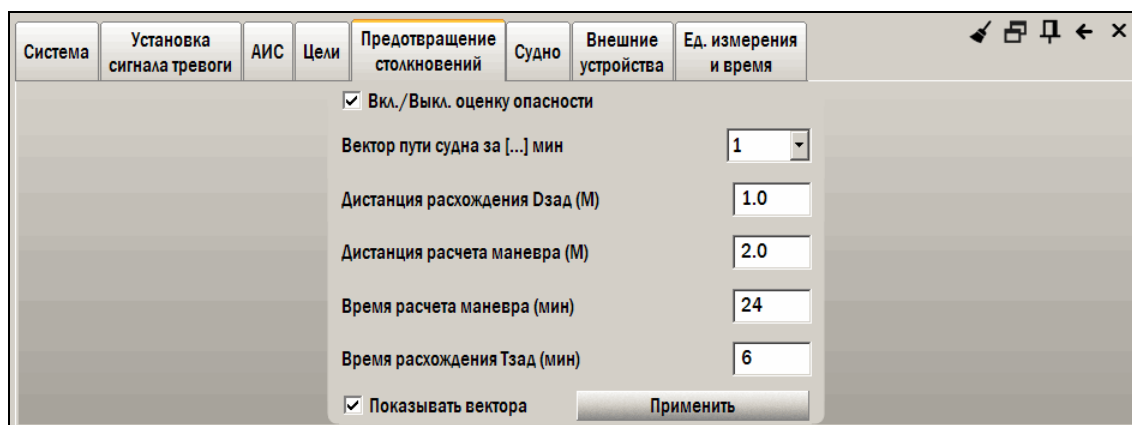 Система
Установка
сигнала тревоги
АИС
Цели
Предотвращение
столкновений
Судно
Внешние
устройства
Ед. измерения
и время
Вкл./Выкл. оценку опасности
Вектор пути судна за [...] мин
1
Дистанция расхождения Dзад (М)
1.0
Дистанция расчета маневра (М)
2.0
Время расчета маневра (мин)
24
Время расхождения Тзад (мин)
6
Показывать вектора
Применить